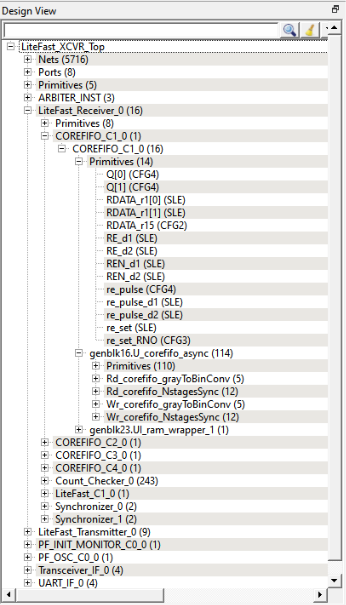 Design View
LiteFast_XCVR_Top
Nets (5716)
Ports (8)
Primitives (5)
ARBITER_INST (3)
LiteFast_Receiver_0 (16)
Primitives (8)
COREFIFO_C1_0 (1)
COREFIFO_C1_0 (16)
Primitives (14)
Q[0] (CFG4)
Q[1] (CFG4)
RDATA_r1[0] (SLE)
RDATA_r1[1] (SLE)
RDATA_r15 (CFG2)
RE_d1 (SLE)
RE_d2 (SLE)
REN_d1 (SLE)
REN_d2 (SLE)
re_pulse (CFG4)
re_pulse_d1 (SLE)
re_pulse_d2 (SLE)
re_set (SLE)
re_set_RNO (CFG3)
genblk16.U_corefifo_async (114)
Primitives (110)
Rd_corefifo_grayToBinConv (5)
Rd_corefifo_NstagesSync (12)
Wr_corefifo_grayToBinConv (5)
Wr_corefifo_NstagesSync (12)
genblk23.UI_ram_wrapper_1 (1)
COREFIFO_C2_0 (1)
COREFIFO_C3_0 (1)
COREFIFO_C4_0 (1)
Count_Checker_0 (243)
LiteFast_C1_0 (1)
Synchronizer_0 (2)
Synchronizer_1 (2)
LiteFast_Transmitter_0 (9)
PF_INIT_MONITOR_C0_0 (1)
PF_OSC_C0_0 (1)
Transceiver_IF_0 (4)
UART_IF_0 (4)